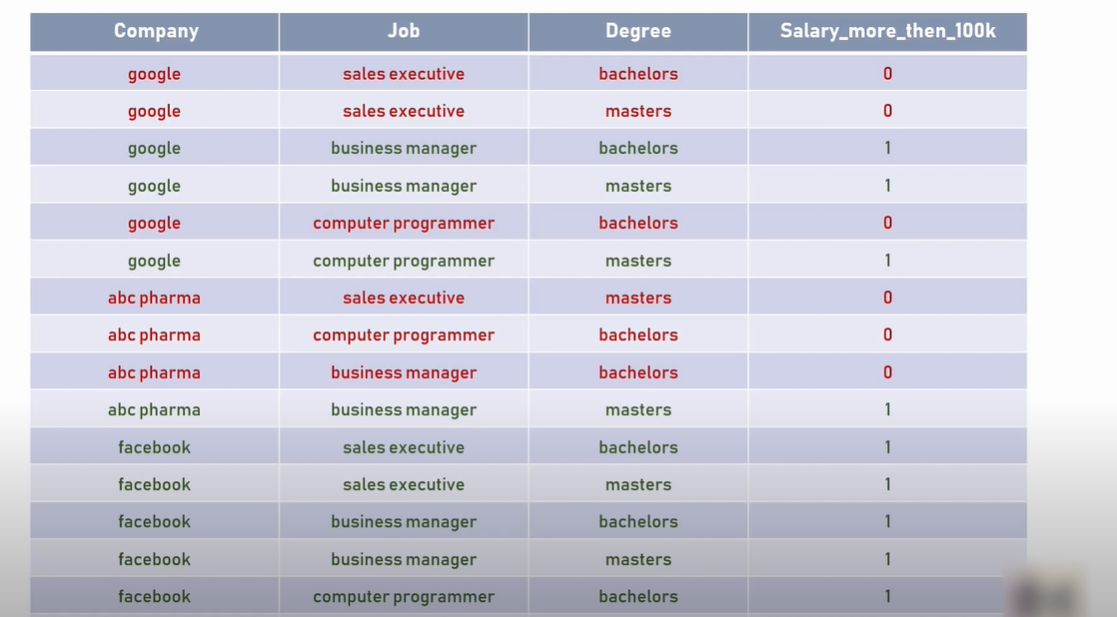 Company Job Degree Salary_more_then_100k
google sales executive bachelors 0
google sales executive masters 0
google business manager bachelors 1
google business manager masters 1
google computer programmer bachelors 0
google computer programmer masters 1
abc pharma sales executive masters 0
abc pharma computer programmer bachelors 0
abc pharma business manager bachelors 0
abc pharma business manager masters 1
facebook sales executive bachelors 1
facebook sales executive masters 1
facebook business manager bachelors 1
facebook business manager masters 1
facebook computer programmer bachelors 1